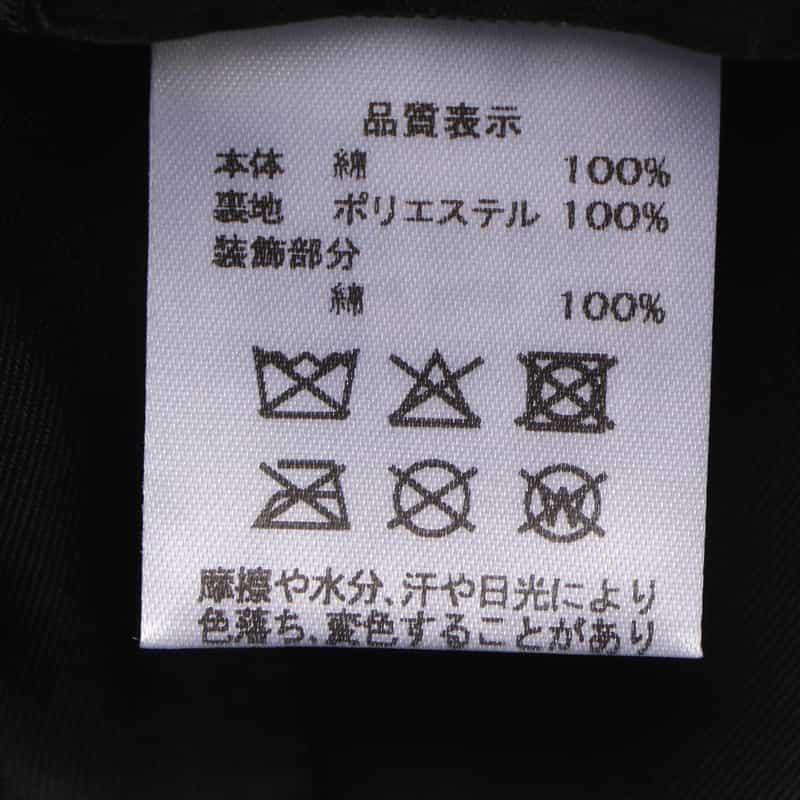 品質表示
本体 綿 100%
裏地 ポリエステル 100%
装飾部分
綿 100%
W
摩擦や水分、汗や日光により
色落ち、変色することがあり